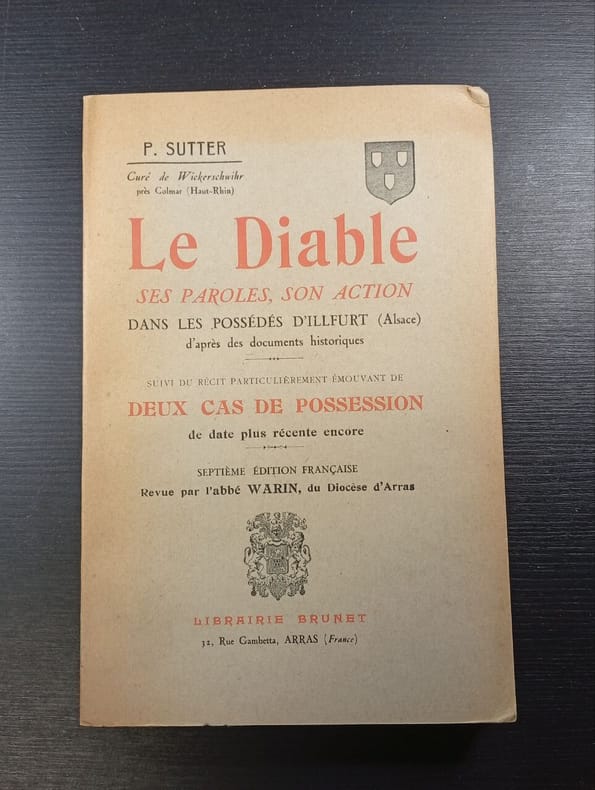 P. SUTTER
Curé de Wickerschwihr
près Colmar (Haut-Rhin)
Le Diable
SES PAROLES, SON ACTION
DANS LES POSSÉDÉS D'ILLFURT (Alsace)
d'après des documents historiques
SUIVI DU RÉCIT PARTICULIÈREMENT ÉMOUVANT DE
DEUX CAS DE POSSESSION
de date plus récente encore
SEPTIÈME ÉDITION FRANÇAISE
Revue par l'abbé WARIN, du Diocèse d'Arras
LIBRAIRIE BRUNET
32, Rue Gambetta, ARRAS (France)